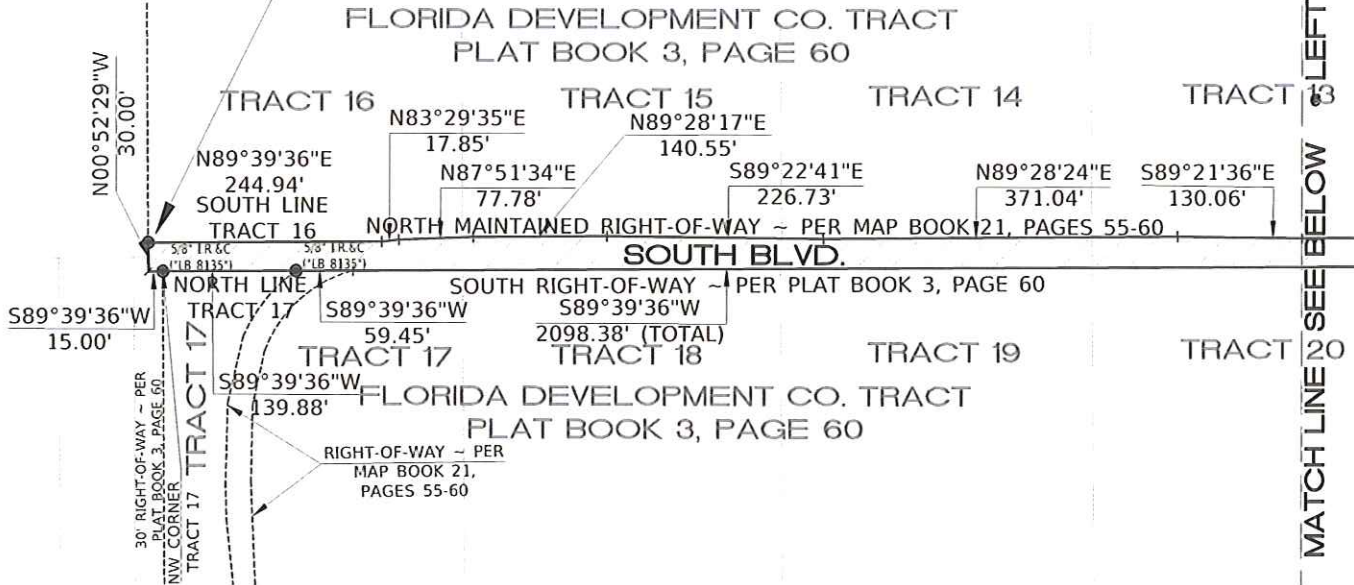 FLORIDA DEVELOPMENT CO. TRACT
PLAT BOOK 3, PAGE 60
N00°52'29"W
30.00'
TRACT 16
TRACT 15
TRACT 14
TRACT 13
N83°29'35"E
17.85'
N89°28'17"E
140.55'
N89°39'36"E
244.94'
SOUTH LINE
TRACT 16
N87°51'34"E
77.78'
S89°22'41"E
226.73'
N89°28'24"E
371.04'
S89°21'36"E
130.06'
NORTH MAINTAINED RIGHT-OF-WAY ~ PER MAP BOOK 21, PAGES 55-60
5/8" IR&C
("LB 8135")
5/8" IR&C
("LB 8135")
SOUTH BLVD.
NORTH LINE
TRACT 17
SOUTH RIGHT-OF-WAY ~ PER PLAT BOOK 3, PAGE 60
S89°39'36"W
15.00'
S89°39'36"W
59.45'
S89°39'36"W
2098.38' (TOTAL)
TRACT 17
TRACT 17
TRACT 18
TRACT 19
TRACT 20
S89°39'36"W
139.88'
FLORIDA DEVELOPMENT CO. TRACT
PLAT BOOK 3, PAGE 60
RIGHT-OF-WAY ~ PER
MAP BOOK 21,
PAGES 55-60
30' RIGHT-OF-WAY ~ PER
PLAT BOOK 3, PAGE 60
NW CORNER
TRACT 17
MATCH LINE SEE BELOW LEFT